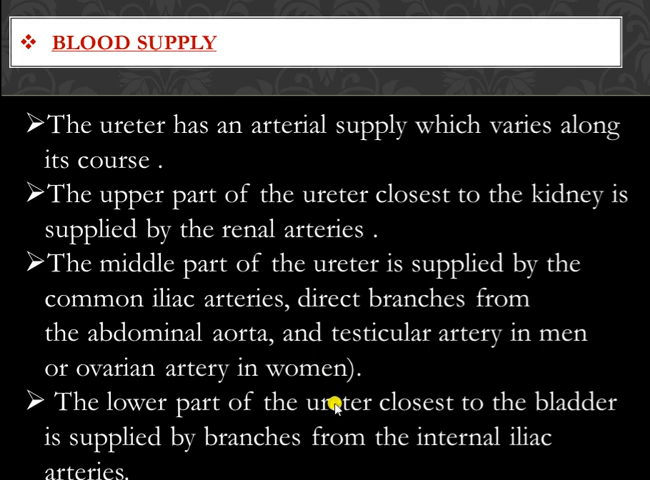 ❖ BLOOD SUPPLY
➢The ureter has an arterial supply which varies along
its course .
➢The upper part of the ureter closest to the kidney is
supplied by the renal arteries .
➢The middle part of the ureter is supplied by the
common iliac arteries, direct branches from
the abdominal aorta, and testicular artery in men
or ovarian artery in women).
➢ The lower part of the ureter closest to the bladder
is supplied by branches from the internal iliac
arteries.